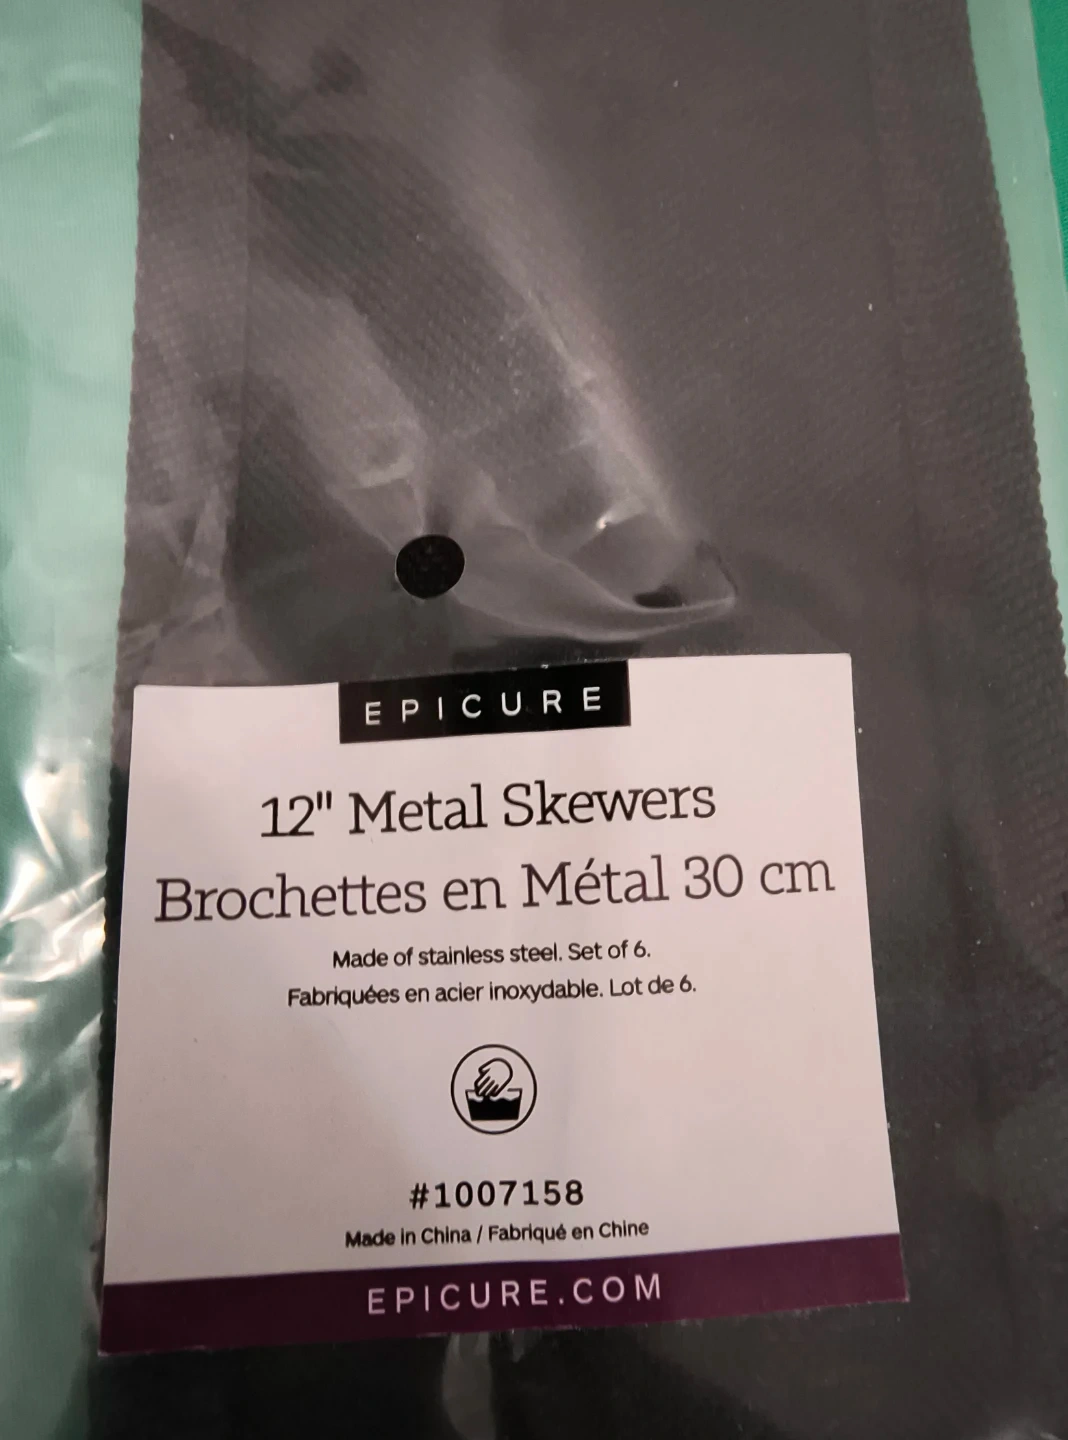 EPICURE
12" Metal Skewers
Brochettes en Métal 30 cm
Made of stainless steel. Set of 6.
Fabriquées en acier inoxydable. Lot de 6.
#1007158
Made in China / Fabriqué en Chine
EPICURE.COM